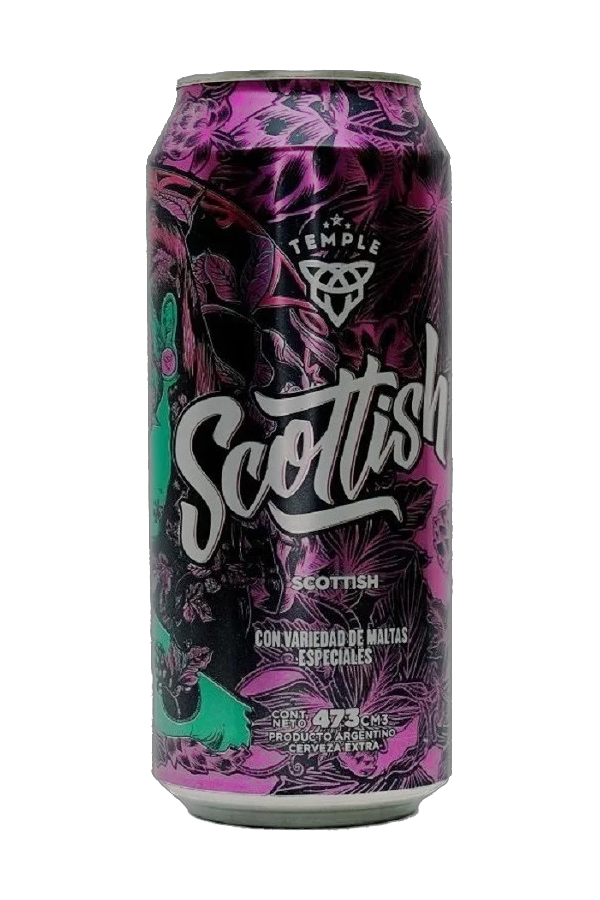 TEMPLE
Scottish
SCOTTISH
CON VARIEDAD DE MALTAS
ESPECIALES
CONT. NETO 473 CM3
PRODUCTO ARGENTINO
CERVEZA EXTRA